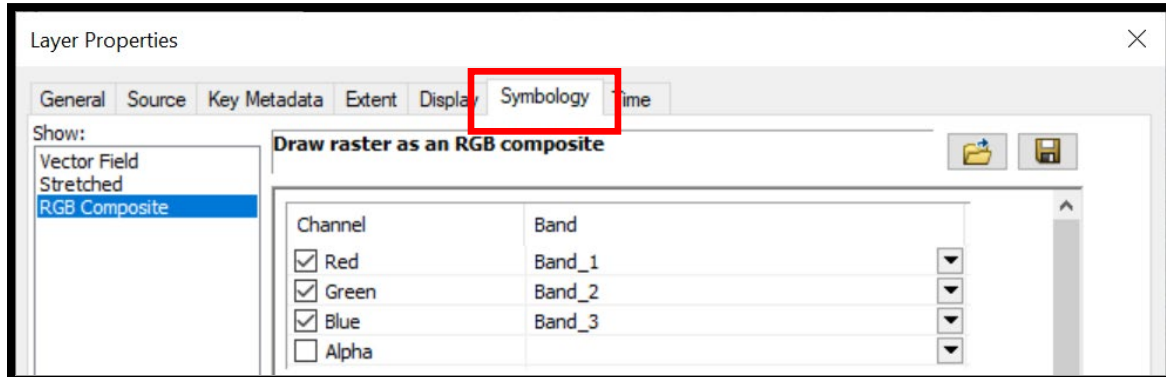 Layer Properties
General Source Key Metadata Extent Display Symbology Time
Show:
Vector Field
Stretched
RGB Composite
Draw raster as an RGB composite
Channel Band
Red Band_1
Green Band_2
Blue Band_3
Alpha